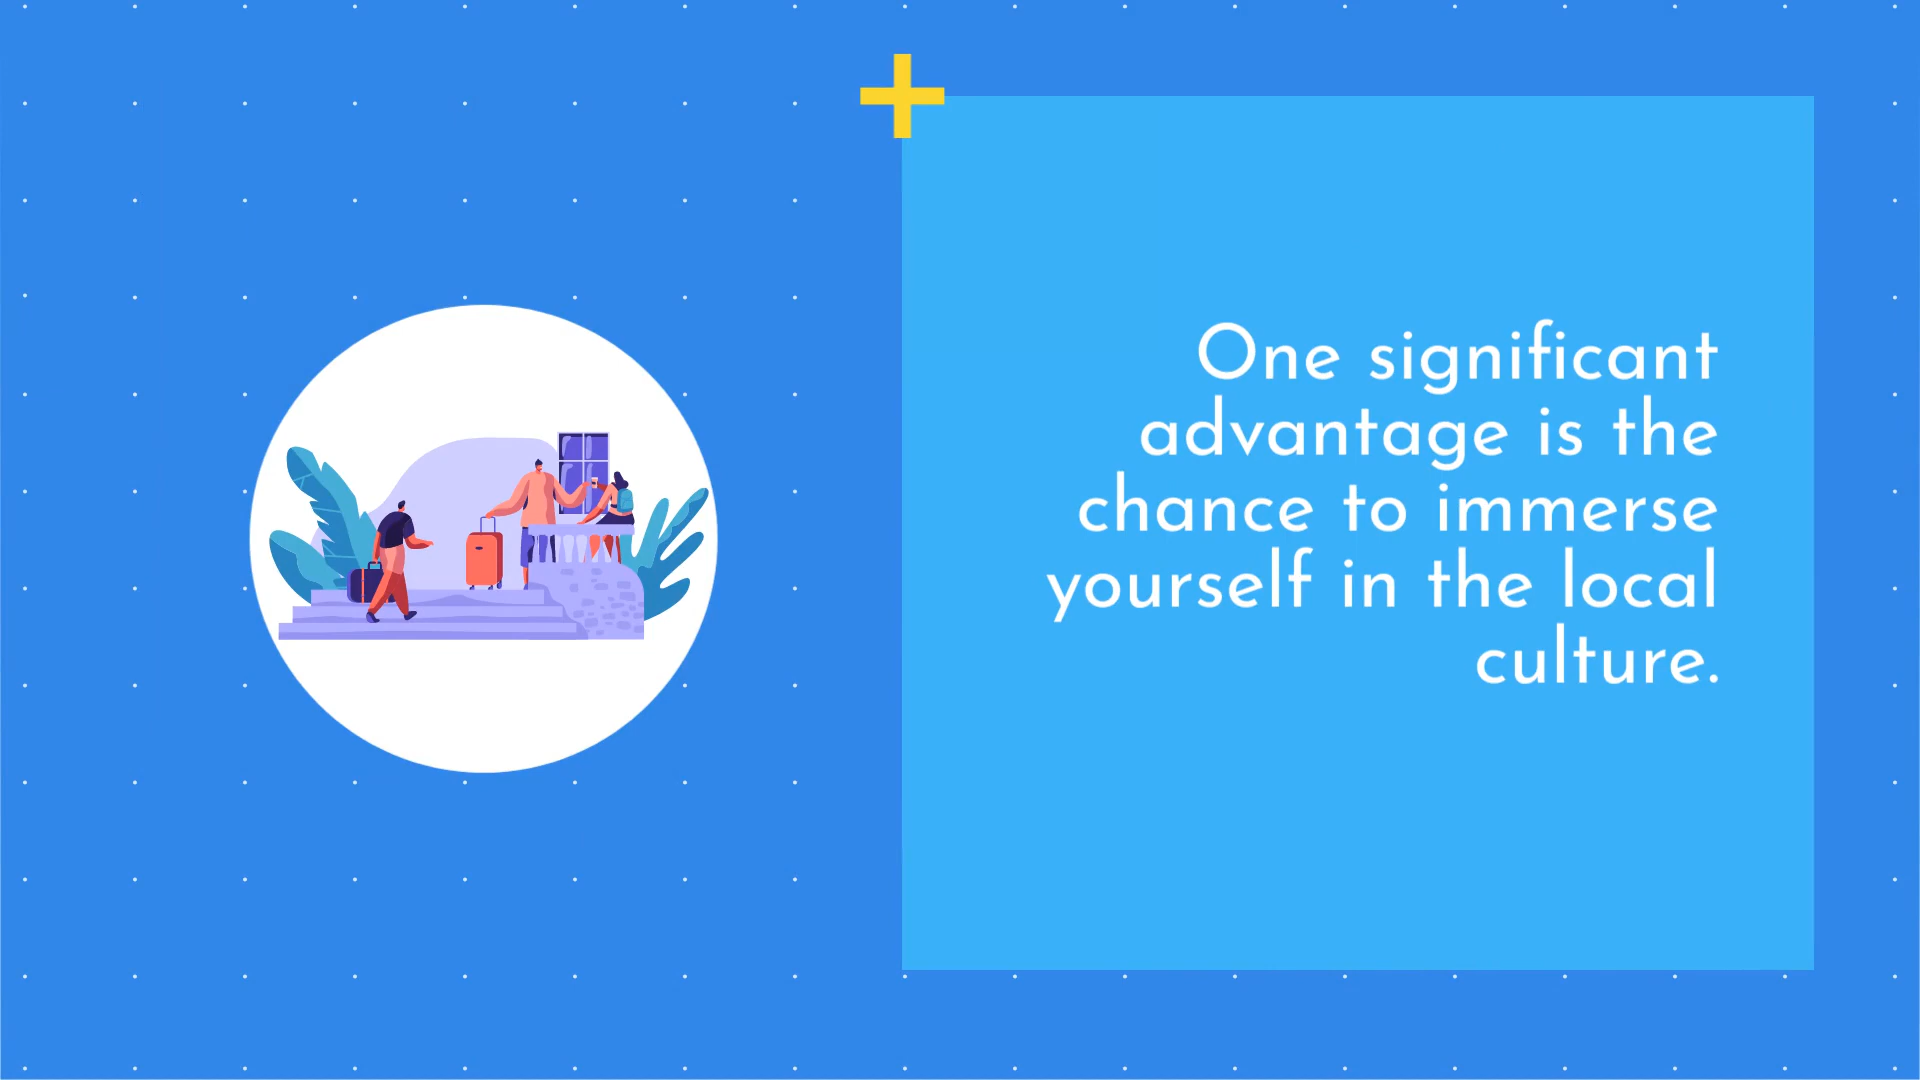 One significant
advantage is the
chance to immerse
yourself in the local
culture.